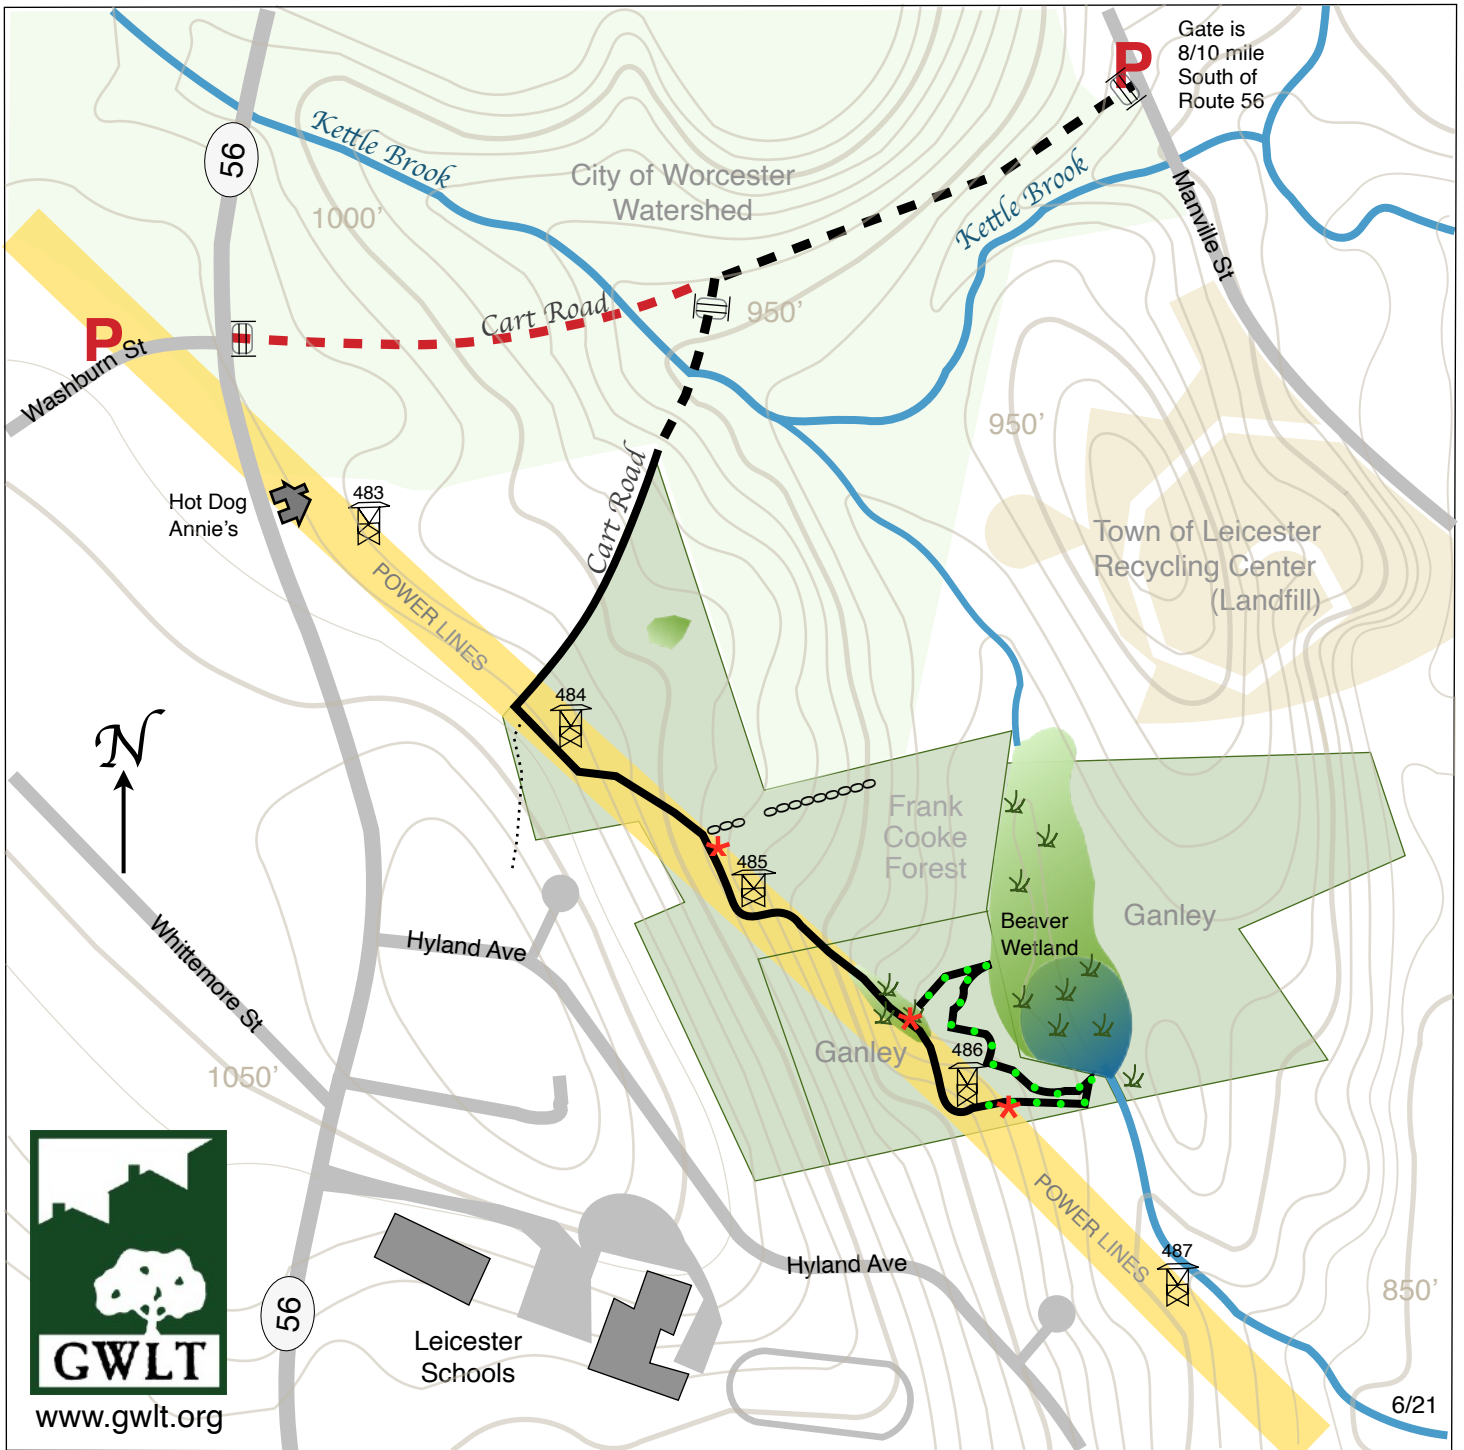 P
Gate is
8/10 mile
South of
Route 56
Kettle Brook
56
City of Worcester
Watershed
Kettle Brook
Manville St
1000'
950'
Cart Road
P
Washburn St
950'
Hot Dog
Annie's
483
Cart Road
Town of Leicester
Recycling Center
(Landfill)
POWER LINES
484
N
Frank
Cooke
Forest
485
Beaver
Wetland
Ganley
Whittemore St
Hyland Ave
Ganley
486
1050'
POWER LINES
487
Hyland Ave
850'
56
Leicester
Schools
GWLT
www.gwlt.org
6/21